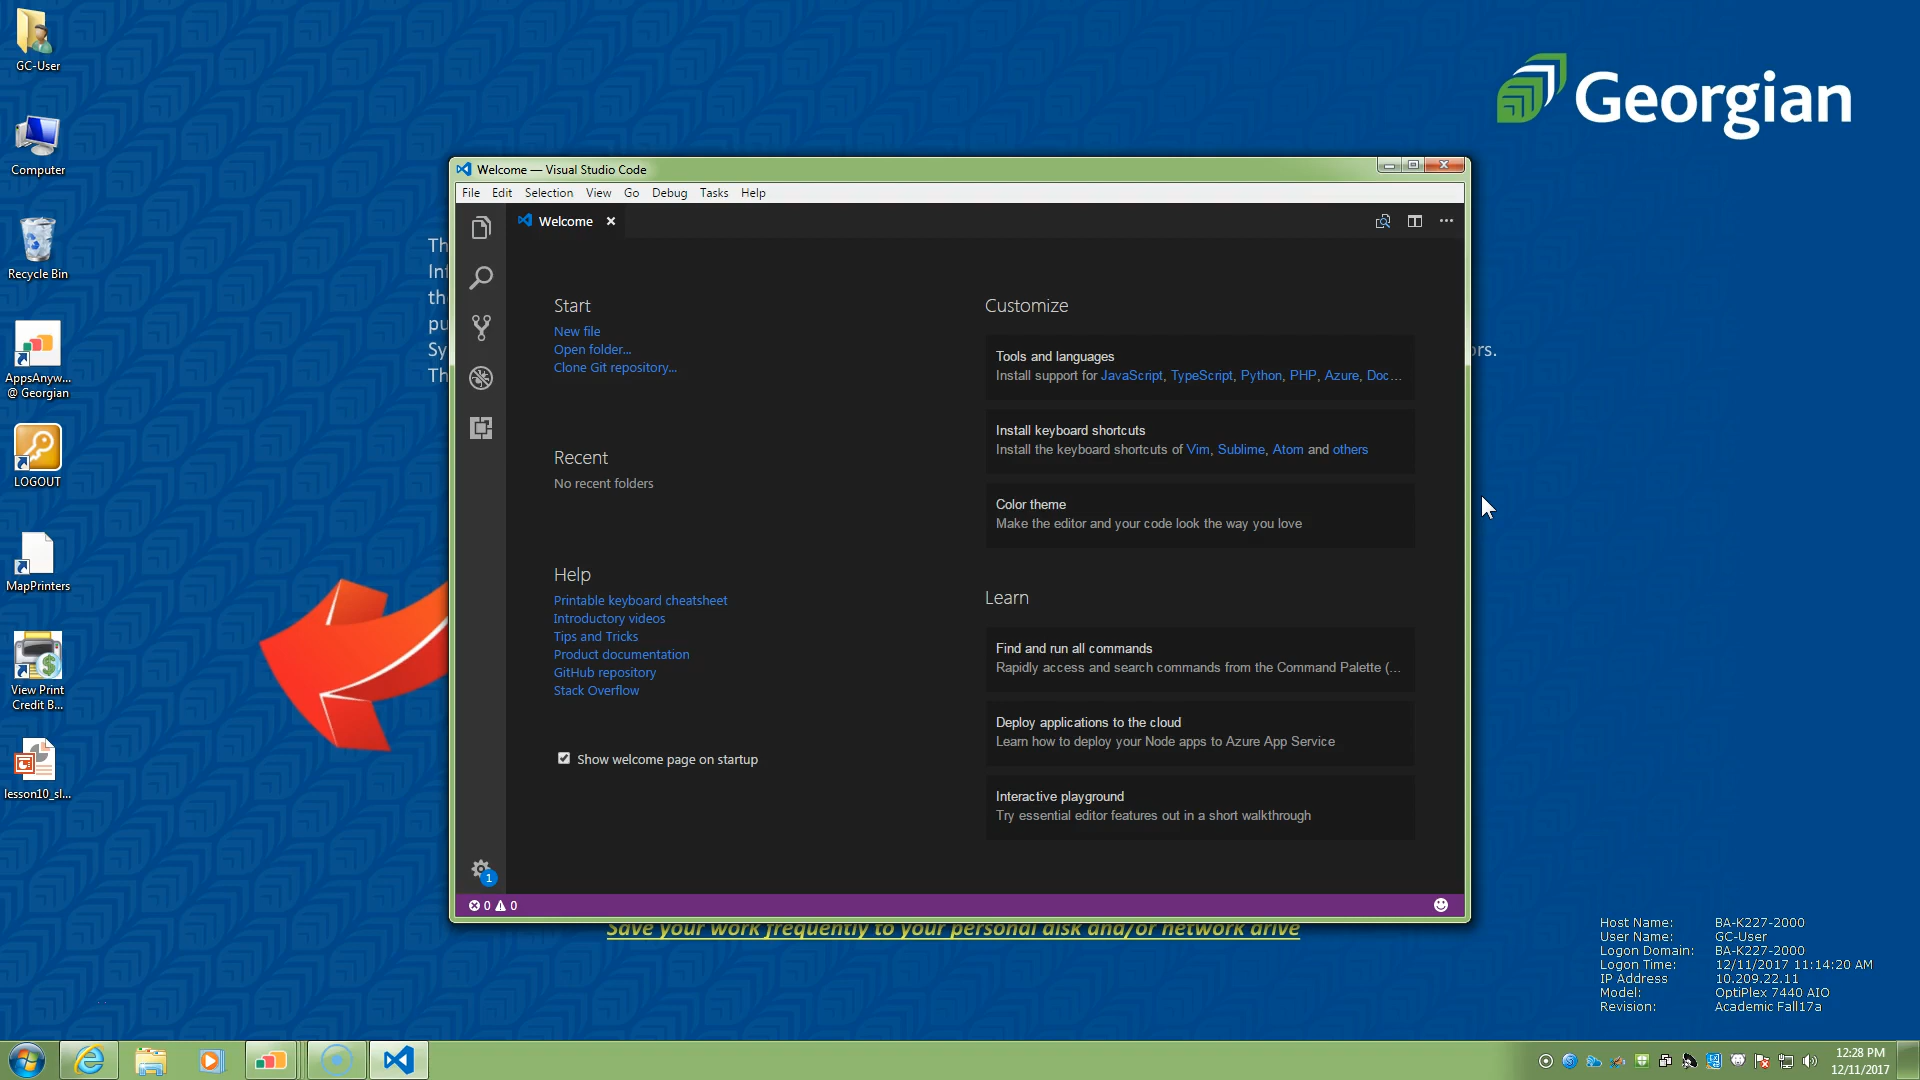 GC-User
Computer
Recycle Bin
AppsAnyw...
@ Georgian
LOGOUT
MapPrinters
View Print
Credit B...
lesson10_sl...
Georgian
Welcome — Visual Studio Code
File Edit Selection View Go Debug Tasks Help
Welcome
Start
New file
Open folder...
Clone Git repository...
Recent
No recent folders
Help
Printable keyboard cheatsheet
Introductory videos
Tips and Tricks
Product documentation
GitHub repository
Stack Overflow
Show welcome page on startup
Customize
Tools and languages
Install support for JavaScript, TypeScript, Python, PHP, Azure, Doc...
Install keyboard shortcuts
Install the keyboard shortcuts of Vim, Sublime, Atom and others
Color theme
Make the editor and your code look the way you love
Learn
Find and run all commands
Rapidly access and search commands from the Command Palette (...
Deploy applications to the cloud
Learn how to deploy your Node apps to Azure App Service
Interactive playground
Try essential editor features out in a short walkthrough
1
0 0
Save your work frequently to your personal disk and/or network drive
Host Name: BA-K227-2000
User Name: GC-User
Logon Domain: BA-K227-2000
Logon Time: 12/11/2017 11:14:20 AM
IP Address 10.209.22.11
Model: OptiPlex 7440 AIO
Revision: Academic Fall17a
12:28 PM
12/11/2017